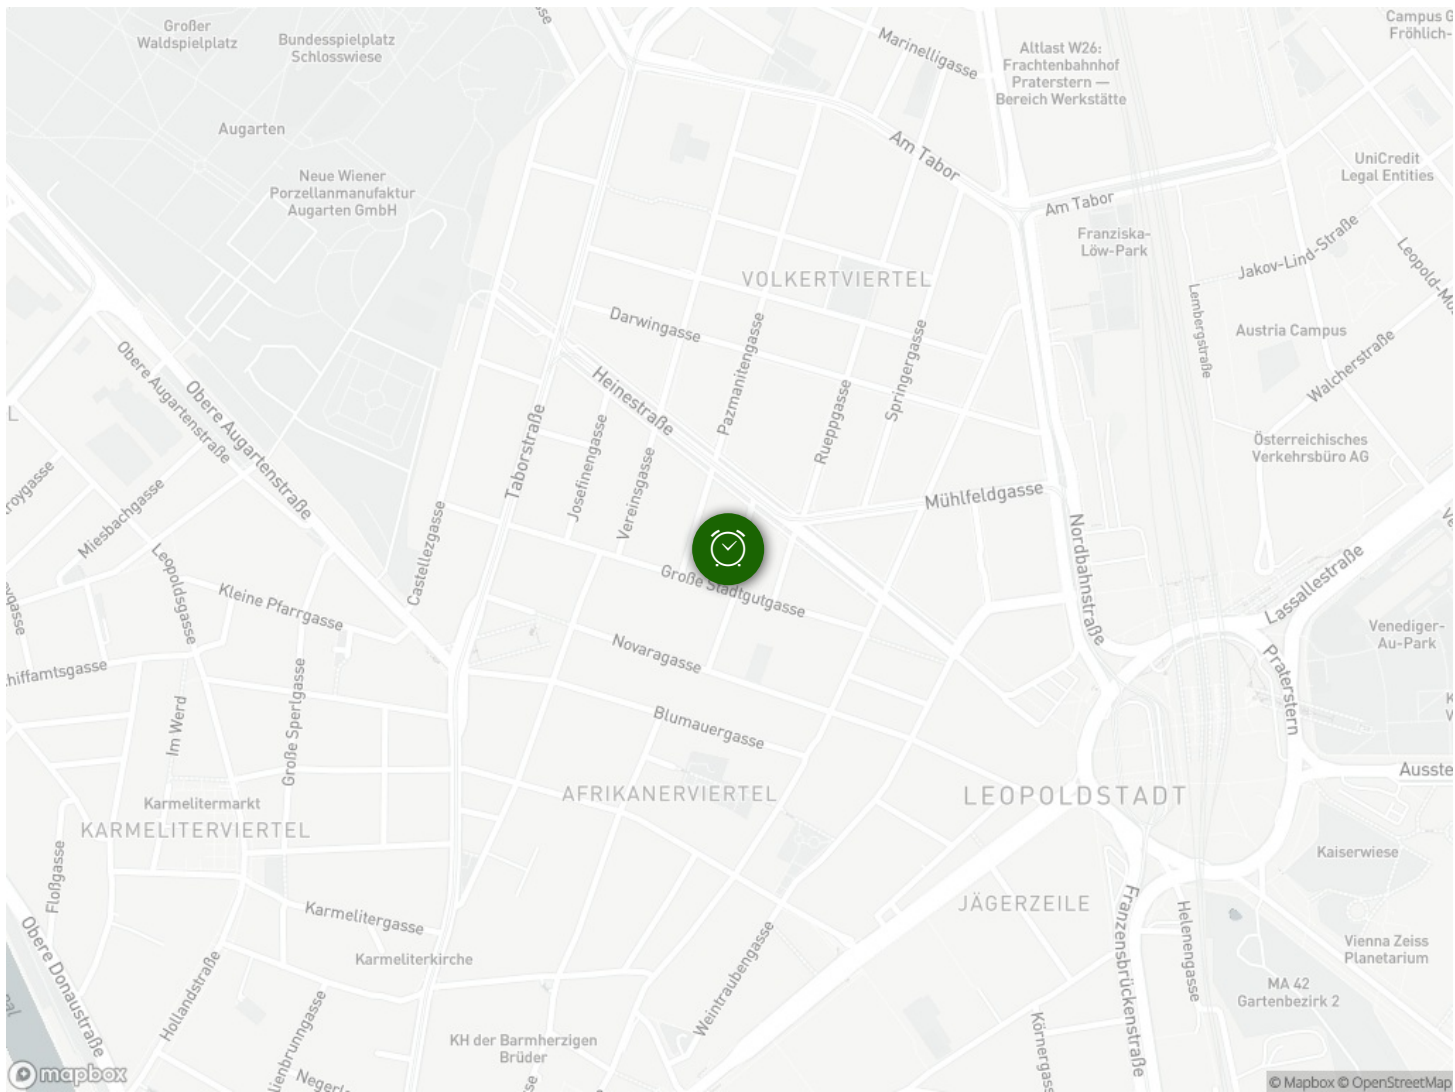 Großer
Waldspielplatz
Bundesspielplatz
Schlosswiese
Marinelligasse
Altlast W26:
Frachtenbahnhof
Praterstern —
Bereich Werkstätte
Augarten
Neue Wiener
Porzellanmanufaktur
Augarten GmbH
Am Tabor
Am Tabor
UniCredit
Legal Entities
Franziska-
Löw-Park
Jakov-Lind-Straße
VOLKERTVIERTEL
Lembergstraße
Austria Campus
Walcherstraße
Darwingasse
Pazmanitengasse
Springergasse
Rueppgasse
Obere Augartenstraße
Obere Augartenstraße
Heinestraße
Taborstraße
Josefinengasse
Vereinsgasse
Österreichisches
Verkehrsbüro AG
Miesbachgasse
Mühlfeldgasse
Nordbahnstraße
Castellezgasse
Leopoldsgasse
Kleine Pfarrgasse
Große Stadtgutgasse
Lassallestraße
Venediger-
Au-Park
Novaragasse
Praterstern
Im Werd
Große Sperlgasse
Blumauergasse
Karmelitermarkt
KARMELITERVIERTEL
AFRIKANERVIERTEL
LEOPOLDSTADT
Kaiserwiese
Floßgasse
Karmelitergasse
JÄGERZEILE
Franzensbrückenstraße
Helenengasse
Obere Donaustraße
Hollandstraße
Karmeliterkirche
Weintraubengasse
Vienna Zeiss
Planetarium
MA 42
Gartenbezirk 2
KH der Barmherzigen
Brüder
mapbox
© Mapbox © OpenStreetMap